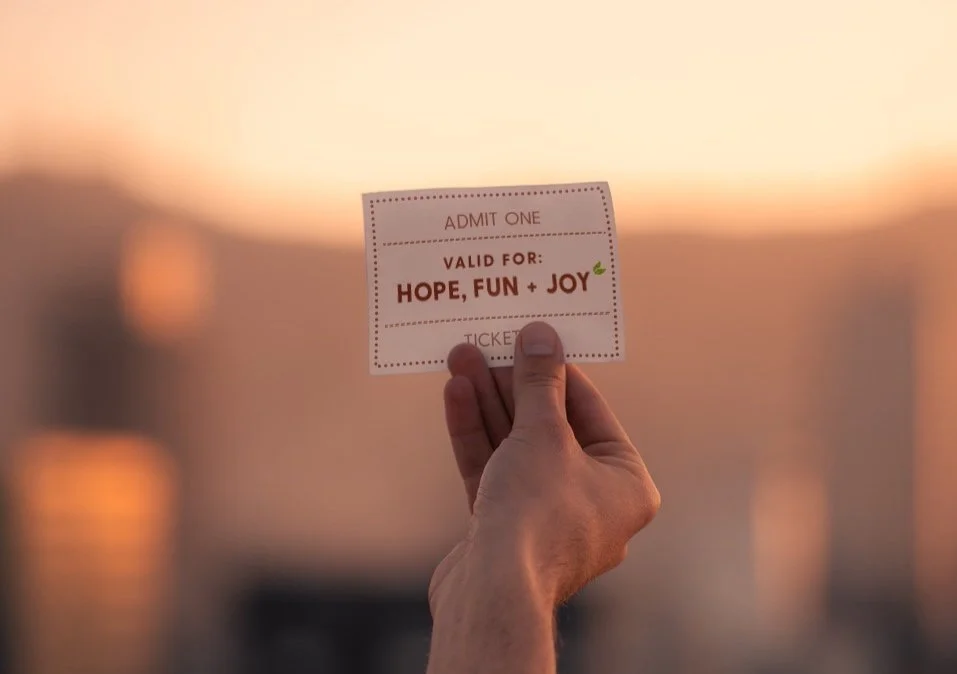 ADMIT ONE
VALID FOR:
HOPE, FUN + JOY
TICKET